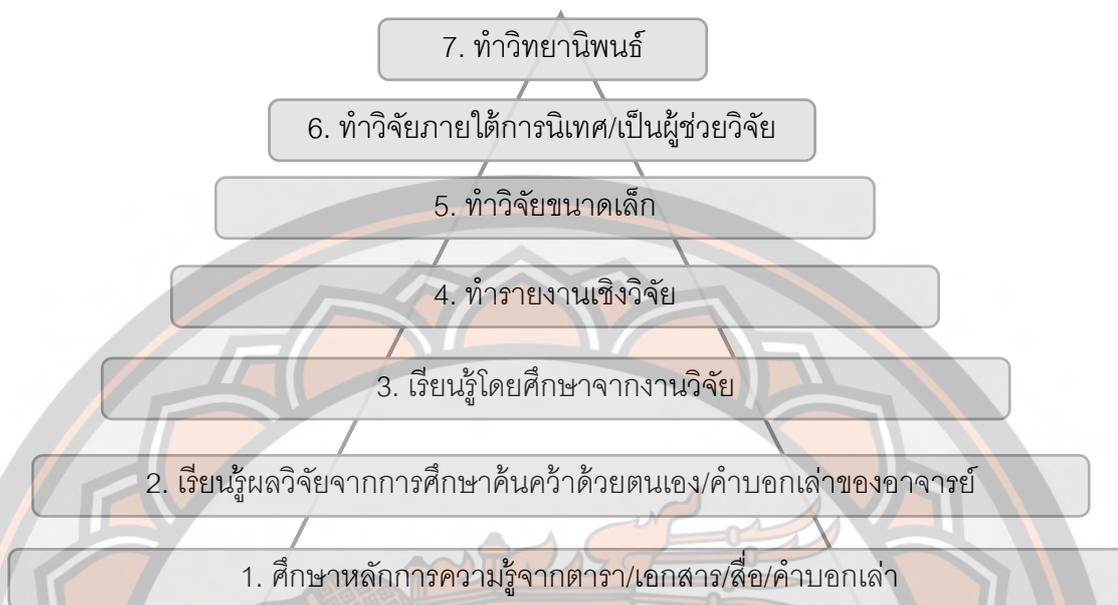 7. ทำวิทยานิพนธ์
6. ทำวิจัยภายใต้การนิเทศ/เป็นผู้ช่วยวิจัย
5. ทำวิจัยขนาดเล็ก
4. ทำรายงานเชิงวิจัย
3. เรียนรู้โดยศึกษาจากงานวิจัย
2. เรียนรู้ผลวิจัยจากการศึกษาค้นคว้าด้วยตนเอง/คำบอกเล่าของอาจารย์
1. ศึกษาหลักการความรู้จากตำรา/เอกสาร/สื่อ/คำบอกเล่า